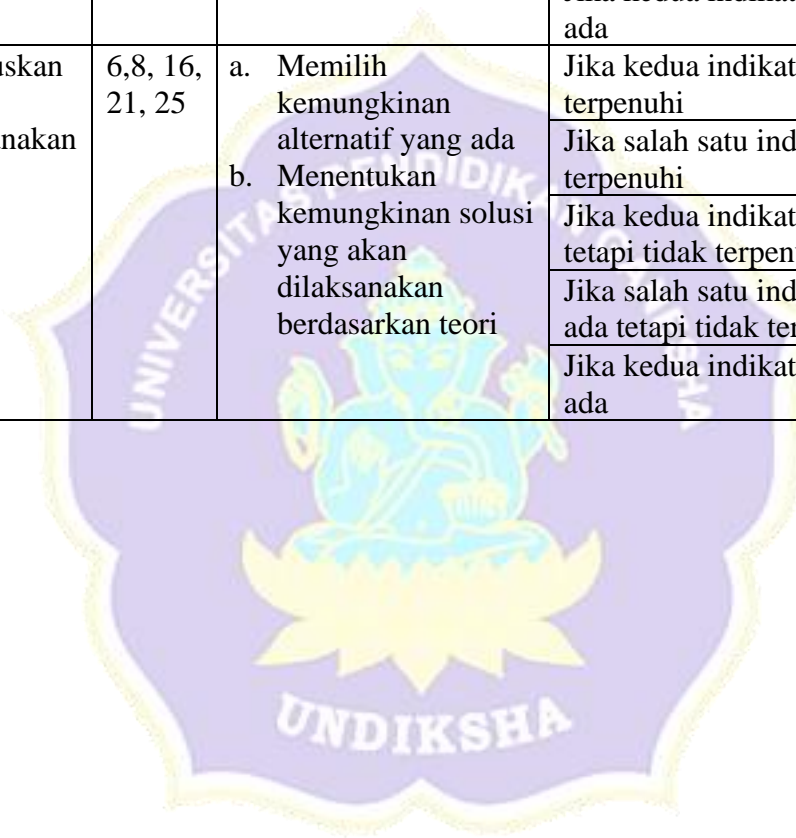 ada
uskan
nakan
6,8, 16,
21, 25
a. Memilih
kemungkinan
alternatif yang ada
b. Menentukan
kemungkinan solusi
yang akan
dilaksanakan
berdasarkan teori
Jika kedua indikat
terpenuhi
Jika salah satu ind
terpenuhi
Jika kedua indikat
tetapi tidak terpen
Jika salah satu ind
ada tetapi tidak ter
Jika kedua indikat
ada
UNIVERSITAS PENDIDIKAN GANESHA
UNDIKSHA